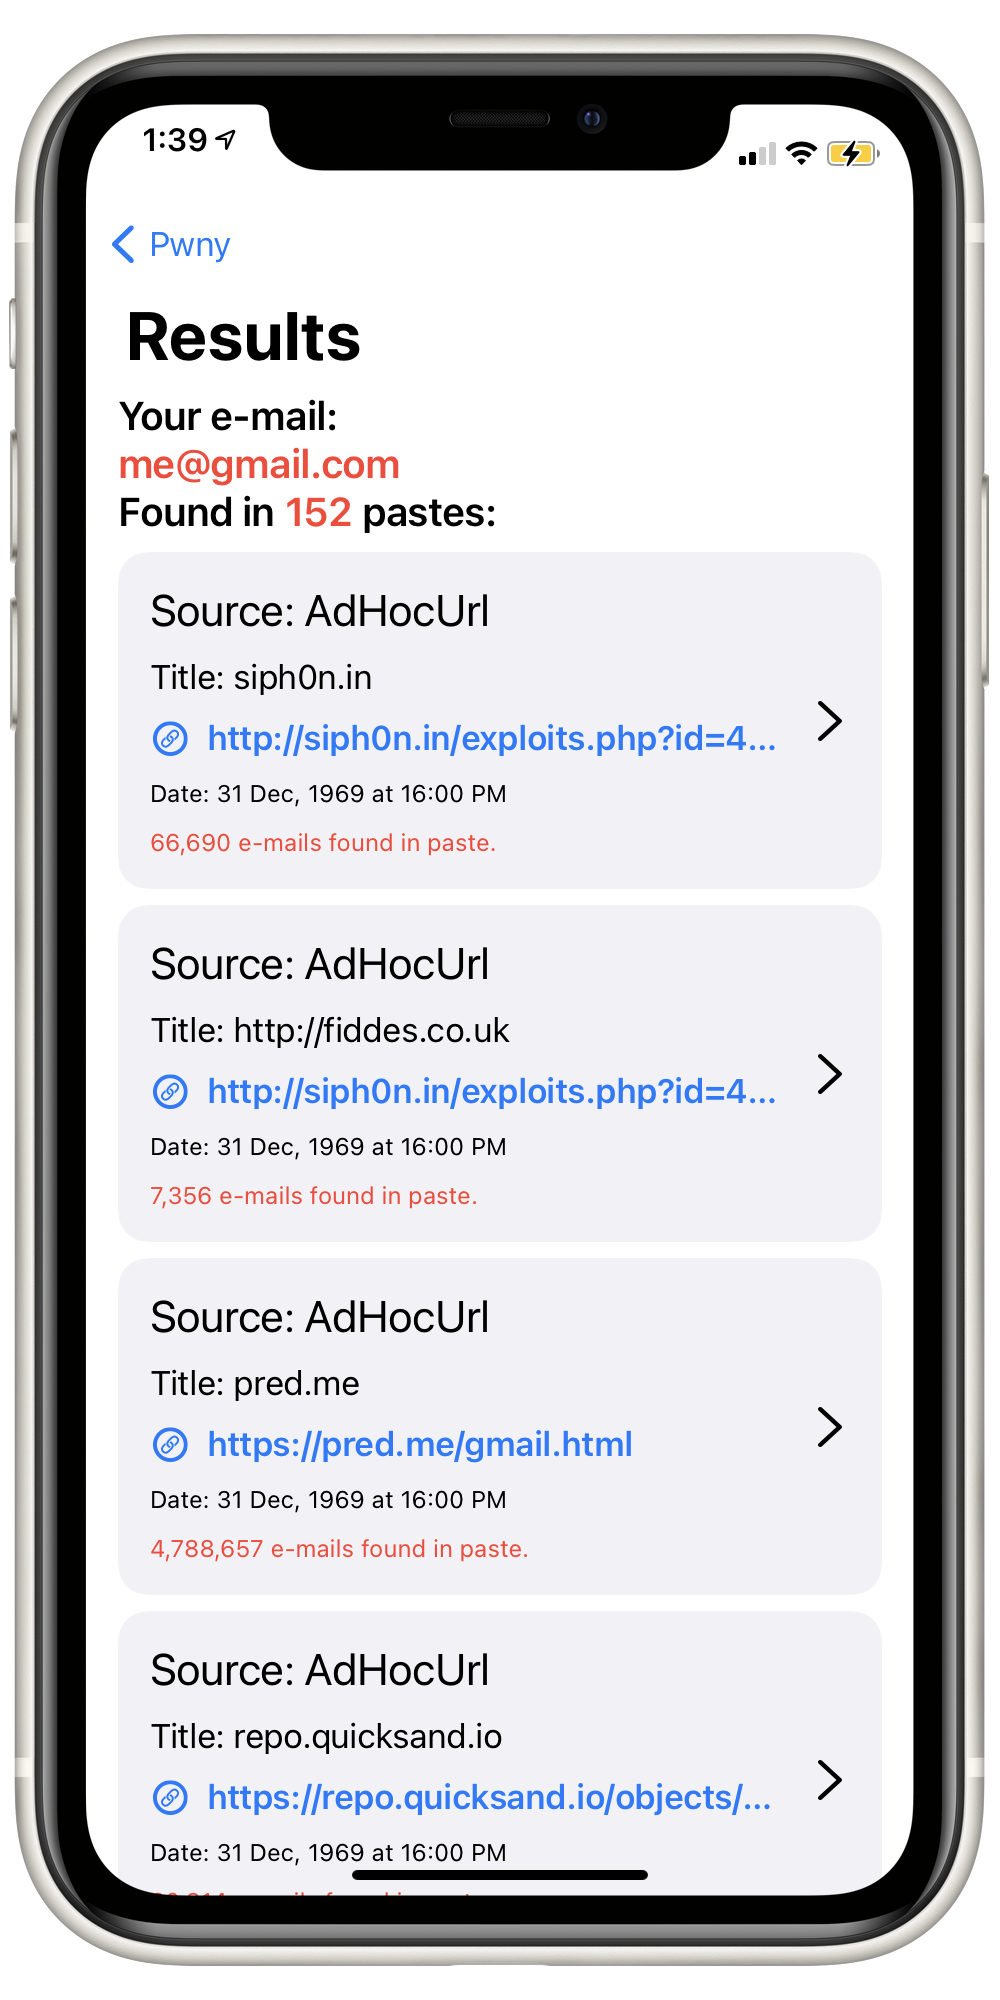 1:39
Pwny
Results
Your e-mail:
me@gmail.com
Found in 152 pastes:
Source: AdHocUrl
Title: siph0n.in
http://siph0n.in/exploits.php?id=4...
Date: 31 Dec, 1969 at 16:00 PM
66,690 e-mails found in paste.
Source: AdHocUrl
Title: http://fiddes.co.uk
http://siph0n.in/exploits.php?id=4...
Date: 31 Dec, 1969 at 16:00 PM
7,356 e-mails found in paste.
Source: AdHocUrl
Title: pred.me
https://pred.me/gmail.html
Date: 31 Dec, 1969 at 16:00 PM
4,788,657 e-mails found in paste.
Source: AdHocUrl
Title: repo.quicksand.io
https://repo.quicksand.io/objects/...
Date: 31 Dec, 1969 at 16:00 PM